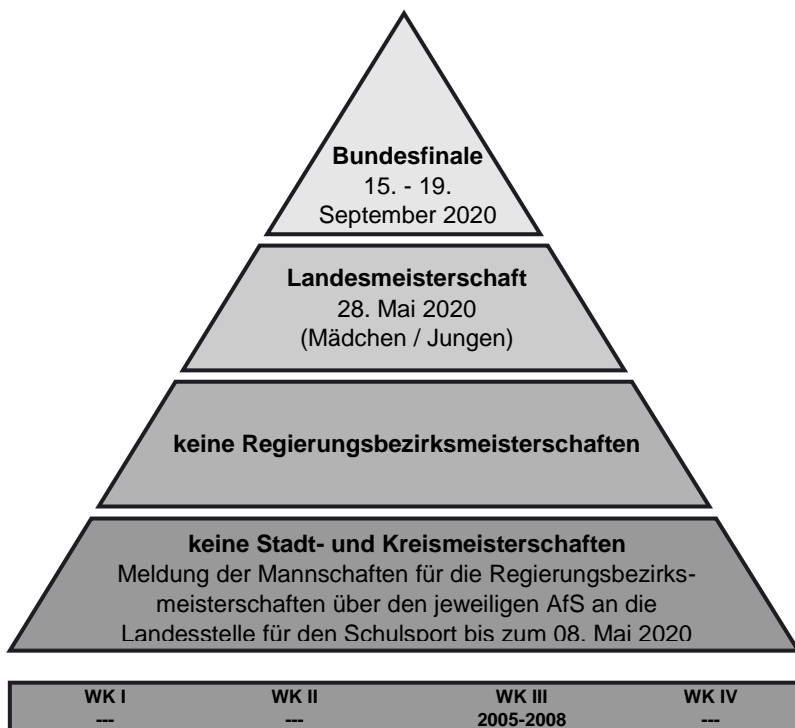 Bundesfinale
15. - 19.
September 2020
Landesmeisterschaft
28. Mai 2020
(Mädchen / Jungen)
keine Regierungsbezirksmeisterschaften
keine Stadt- und Kreismeisterschaften
Meldung der Mannschaften für die Regierungsbezirks-
meisterschaften über den jeweiligen AfS an die
Landesstelle für den Schulsport bis zum 08. Mai 2020
WK I WK II WK III WK IV
--- --- 2005-2008 ---